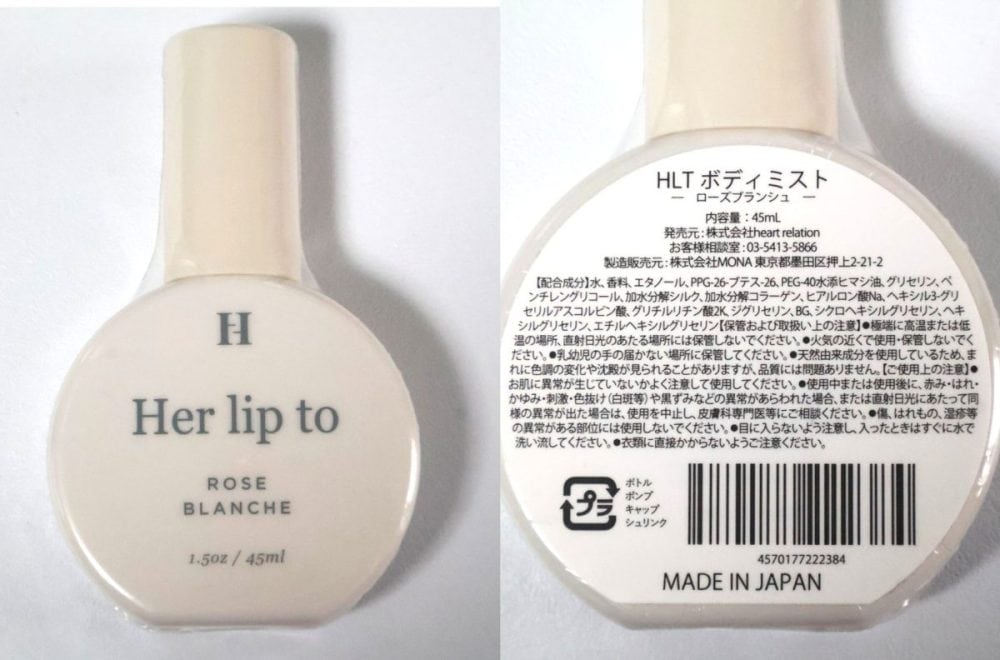 H
Her lip to
ROSE
BLANCHE
1.5oz / 45ml
HLT ボディミスト
― ローズブランシュ ―
内容量：45mL
発売元：株式会社heart relation
お客様相談室：03-5413-5866
製造販売元：株式会社MONA 東京都墨田区押上2-21-2
【配合成分】水、香料、エタノール、PPG-26-ブテス-26、PEG-40水添ヒマシ油、グリセリン、ペ
ンチレングリコール、加水分解シルク、加水分解コラーゲン、ヒアルロン酸Na、ヘキシル3-グリ
セリルアスコルビン酸、グリチルリチン酸2K、ジグリセリン、BG、シクロヘキシルグリセリン、ヘキ
シルグリセリン、エチルヘキシルグリセリン【保管および取扱い上の注意】●極端に高温または低
温の場所、直射日光のあたる場所には保管しないでください。●火気の近くで使用・保管しないでく
ださい。●乳幼児の手の届かない場所に保管してください。●天然由来成分を使用しているため、ま
れに色調の変化や沈殿が見られることがありますが、品質には問題ありません。【ご使用上の注意】●
お肌に異常が生じていないかよく注意して使用してください。●使用中または使用後に、赤み・はれ・
かゆみ・刺激・色抜け(白斑等)や黒ずみなどの異常があらわれた場合、または直射日光にあたって同
様の異常が出た場合は、使用を中止し、皮膚科専門医等にご相談ください。●傷、はれもの、湿疹等
の異常がある部位には使用しないでください。●目に入らないよう注意し、入ったときはすぐに水で
洗い流してください。●衣類に直接かからないようご注意ください。
プラ
ボトル
ポンプ
キャップ
シュリンク
4570177222384
MADE IN JAPAN